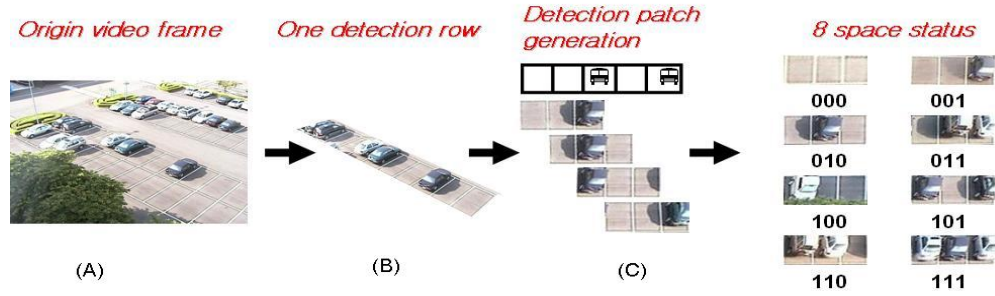 Origin video frame
One detection row
Detection patch
generation
8 space status
000
001
010
011
100
101
110
111
(A)
(B)
(C)